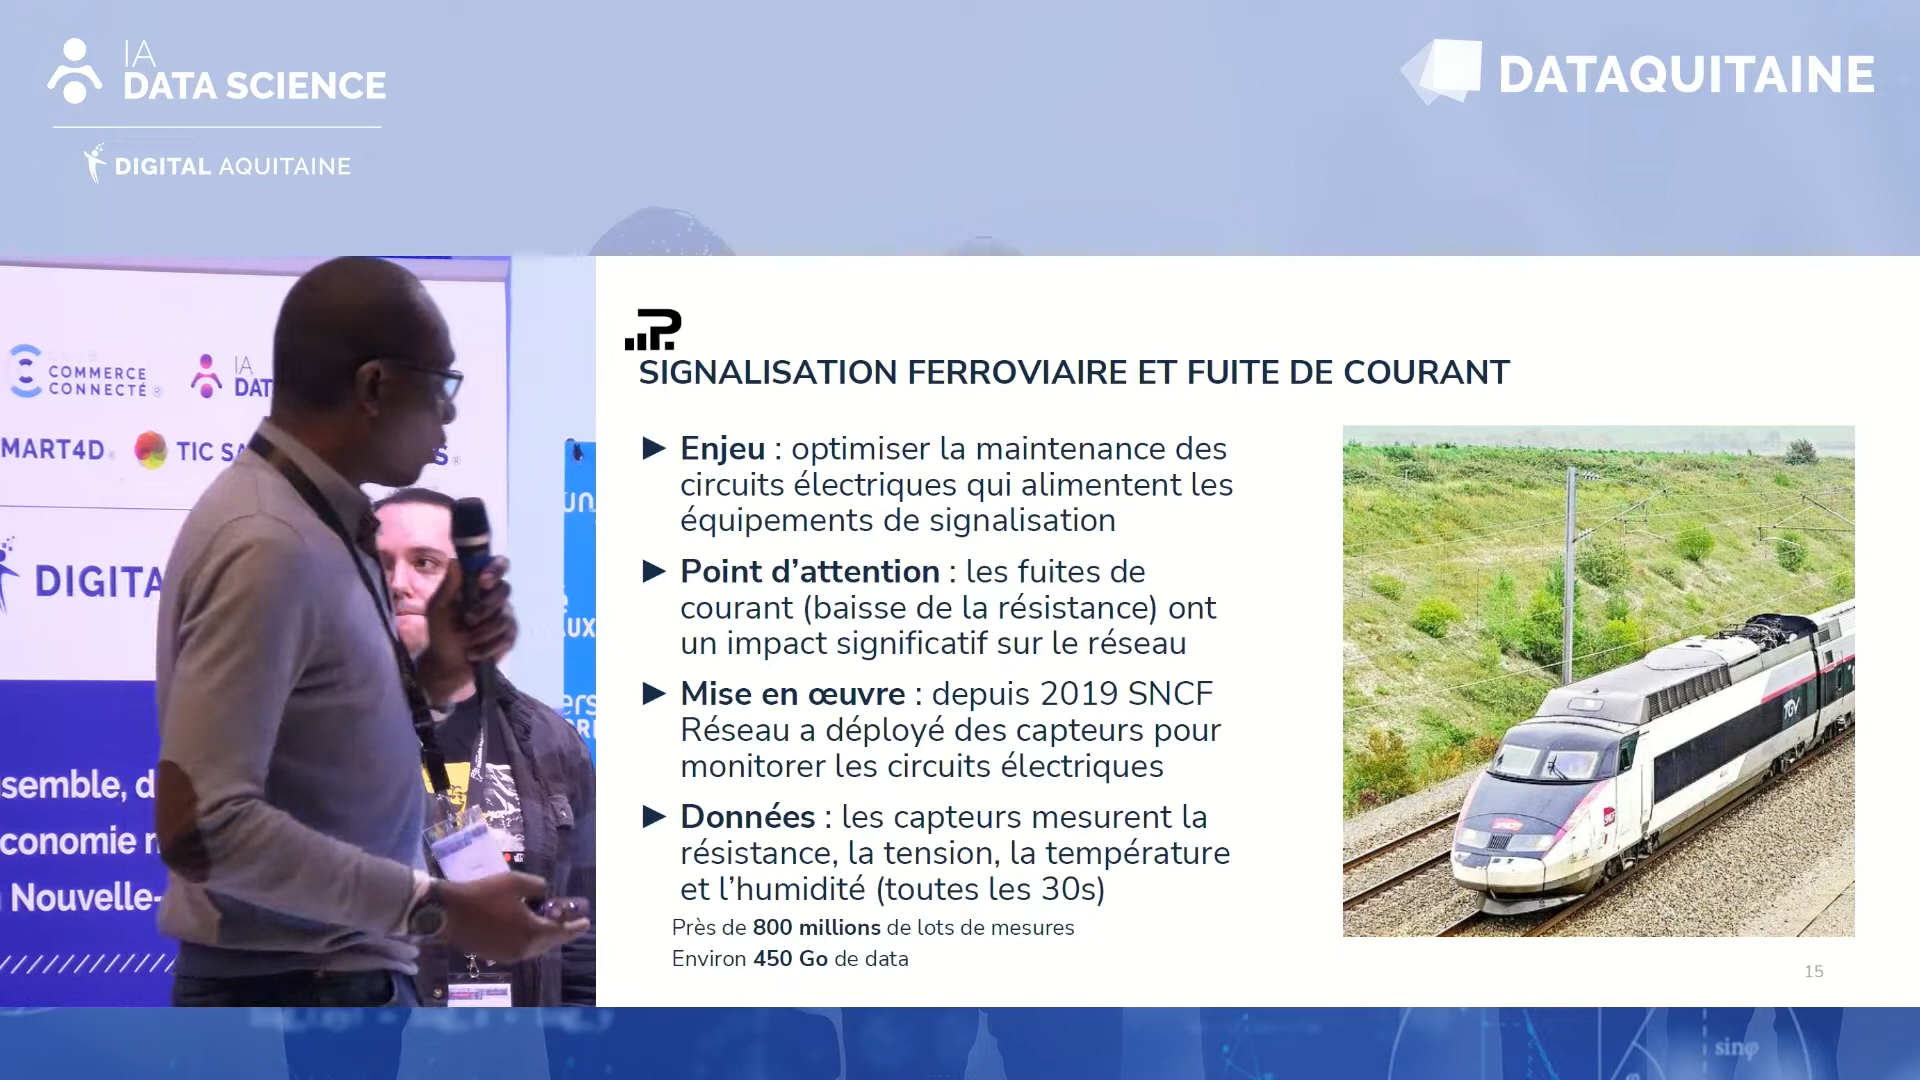 IA
DATA SCIENCE
DIGITAL AQUITAINE
DATAQUITAINE
COMMERCE
CONNECTÉ
IA
DAT
MART4D
TIC SA
S
DIGITA
semble, d
conomie n
Nouvelle-
SIGNALISATION FERROVIAIRE ET FUITE DE COURANT
► Enjeu : optimiser la maintenance des
circuits électriques qui alimentent les
équipements de signalisation
► Point d’attention : les fuites de
courant (baisse de la résistance) ont
un impact significatif sur le réseau
► Mise en œuvre : depuis 2019 SNCF
Réseau a déployé des capteurs pour
monitorer les circuits électriques
► Données : les capteurs mesurent la
résistance, la tension, la température
et l’humidité (toutes les 30s)
Près de 800 millions de lots de mesures
Environ 450 Go de data
TGV
SNCF
15
sinφ